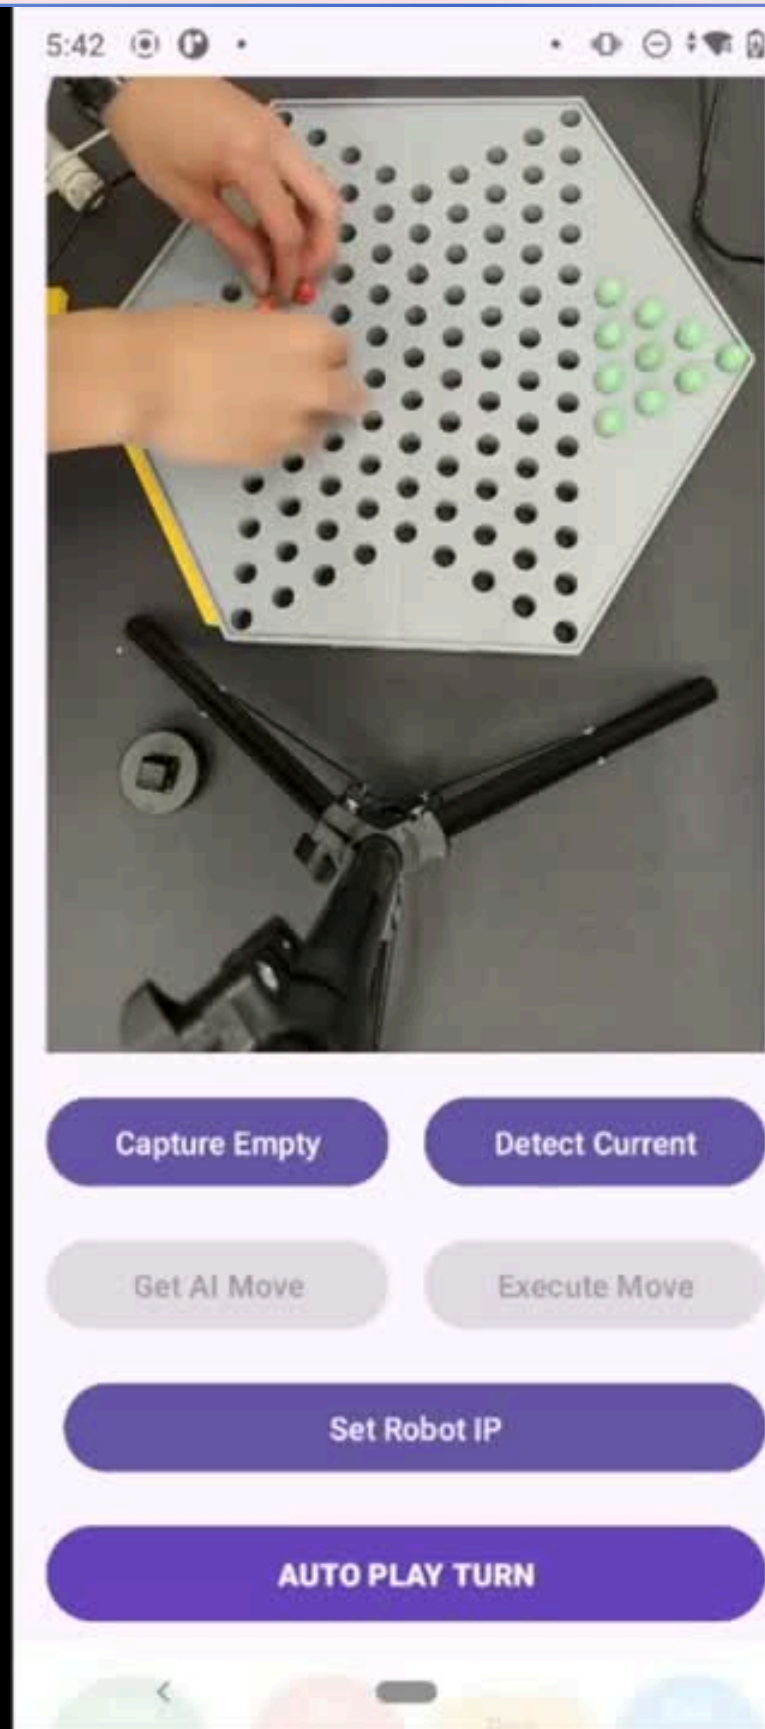 5:42
Capture Empty Detect Current
Get AI Move Execute Move
Set Robot IP
AUTO PLAY TURN